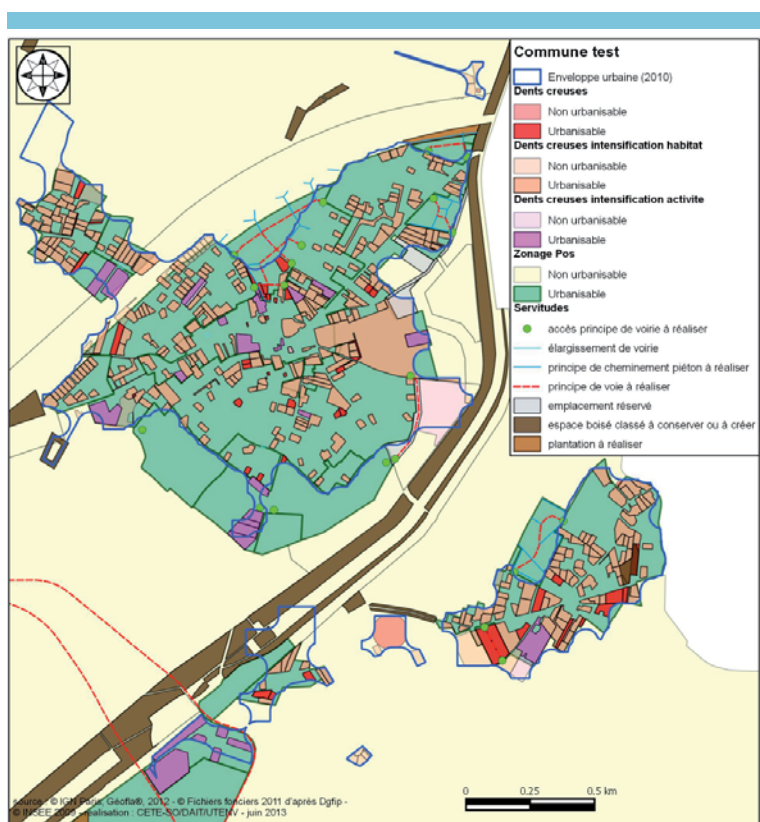 Commune test
Enveloppe urbaine (2010)
Dents creuses
Non urbanisable
Urbanisable
Dents creuses intensification habitat
Non urbanisable
Urbanisable
Dents creuses intensification activite
Non urbanisable
Urbanisable
Zonage Pos
Non urbanisable
Urbanisable
Servitudes
accès principe de voirie à réaliser
élargissement de voirie
principe de cheminement piéton à réaliser
principe de voie à réaliser
emplacement réservé
espace boisé classé à conserver ou à créer
plantation à réaliser
source : © IGN Paris, Géofla®, 2012 - © Fichiers fonciers 2011 d'après Dgfip -
© INSEE 2009 - réalisation : CETE-SO/DAIT/UTENV - juin 2013
0 0.25 0.5 km